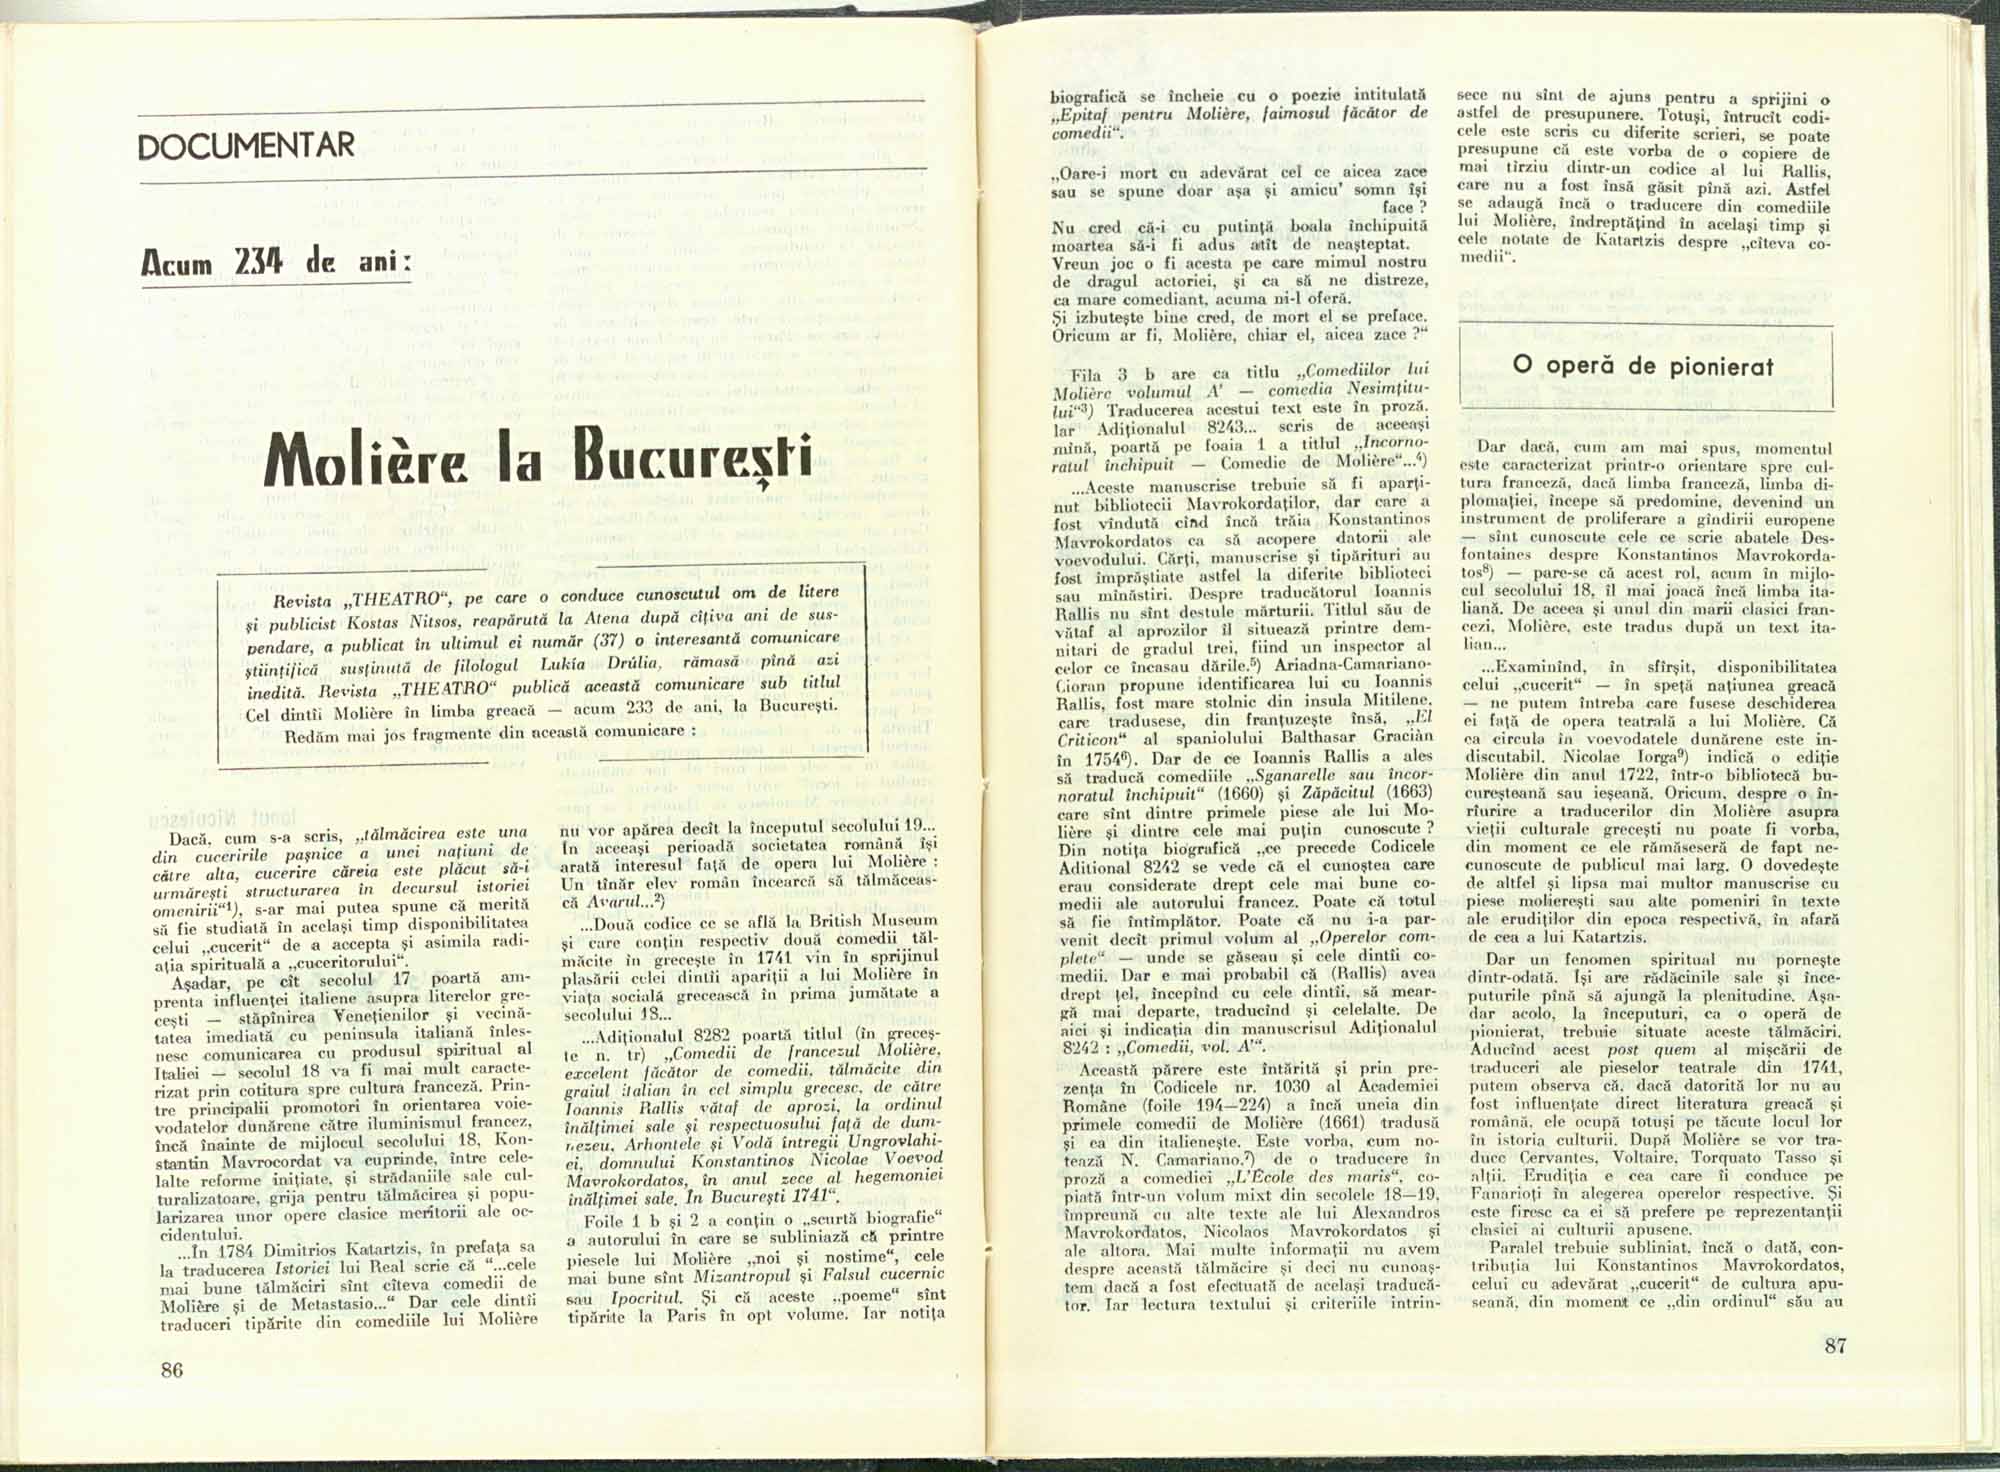 DOCUMENTAR
Acum 234 de ani:
Molière la București
Revista „THEATRO“, pe care o conduce cunoscutul om de litere
și publicist Kostas Nitsos, reapărută la Atena după cîțiva ani de sus-
pendare, a publicat în ultimul ei număr (37) o interesantă comunicare
științifică susținută de filologul Lukia Drúlia, rămasă pînă azi
inedită. Revista „THEATRO“ publică această comunicare sub titlul
Cel dintîi Molière în limba greacă — acum 233 de ani, la București.
Redăm mai jos fragmente din această comunicare :
Dacă, cum s-a scris, „tălmăcirea este una
din cuceririle pașnice a unei națiuni de
către alta, cucerire căreia este plăcut să-i
urmărești structurarea în decursul istoriei
omenirii“¹), s-ar mai putea spune că merită
să fie studiată în același timp disponibilitatea
celui „cucerit“ de a accepta și asimila radi-
ația spirituală a „cuceritorului“.
Așadar, pe cît secolul 17 poartă am-
prenta influenței italiene asupra literelor gre-
cești — stăpînirea Venețienilor și vecină-
tatea imediată cu peninsula italiană înles-
nesc comunicarea cu produsul spiritual al
Italiei — secolul 18 va fi mai mult caracte-
rizat prin cotitura spre cultura franceză. Prin-
tre principalii promotori în orientarea voie-
vodatelor dunărene către iluminismul francez,
încă înainte de mijlocul secolului 18, Kon-
stantin Mavrocordat va cuprinde, între cele-
lalte reforme inițiate, și strădaniile sale cul-
turalizatoare, grija pentru tălmăcirea și popu-
larizarea unor opere clasice meritorii ale oc-
cidentului.
...În 1784 Dimitrios Katartzis, în prefața sa
la traducerea Istoriei lui Real scrie că “...cele
mai bune tălmăciri sînt cîteva comedii de
Molière și de Metastasio...“ Dar cele dintîi
traduceri tipărite din comediile lui Molière
nu vor apărea decît la începutul secolului 19...
În aceeași perioadă societatea română își
arată interesul față de opera lui Molière :
Un tînăr elev român încearcă să tălmăceas-
că Avarul...²)
...Două codice ce se află la British Museum
și care conțin respectiv două comedii tăl-
măcite în grecește în 1741 vin în sprijinul
plasării celei dintîi apariții a lui Molière în
viața socială grecească în prima jumătate a
secolului 18...
...Adiționalul 8282 poartă titlul (în greceș-
te n. tr) „Comedii de francezul Molière,
excelent făcător de comedii, tălmăcite din
graiul italian în cel simplu grecesc, de către
Ioannis Rallis vătaf de aprozi, la ordinul
înălțimei sale și respectuosului față de dum-
nezeu, Arhontele și Vodă întregii Ungrovlahi-
ei, domnului Konstantinos Nicolae Voevod
Mavrokordatos, în anul zece al hegemoniei
înălțimei sale. În București 1741“.
Foile 1 b și 2 a conțin o „scurtă biografie“
a autorului în care se subliniază că printre
piesele lui Molière „noi și nostime“, cele
mai bune sînt Mizantropul și Falsul cucernic
sau Ipocritul. Și că aceste „poeme“ sînt
tipărite la Paris în opt volume. Iar notița
86
biografică se încheie cu o poezie intitulată
„Epitaf pentru Molière, faimosul făcător de
comedii“.
„Oare-i mort cu adevărat cel ce aicea zace
sau se spune doar așa și amicu' somn își
face ?
Nu cred că-i cu putință boala închipuită
moartea să-i fi adus atît de neașteptat.
Vreun joc o fi acesta pe care mimul nostru
de dragul actoriei, și ca să ne distreze,
ca mare comediant, acuma ni-l oferă.
Și izbutește bine cred, de mort el se preface.
Oricum ar fi, Molière, chiar el, aicea zace ?“
Fila 3 b are ca titlu „Comediilor lui
Molière volumul A' — comedia Nesimțitu-
lui“³) Traducerea acestui text este în proză.
Iar Adiționalul 8243... scris de aceeași
mînă, poartă pe foaia 1 a titlul „Incorno-
ratul închipuit — Comedie de Molière“...⁴)
...Aceste manuscrise trebuie să fi aparți-
nut bibliotecii Mavrokordaților, dar care a
fost vîndută cînd încă trăia Konstantinos
Mavrokordatos ca să acopere datorii ale
voevodului. Cărți, manuscrise și tipărituri au
fost împrăștiate astfel la diferite biblioteci
sau mînăstiri. Despre traducătorul Ioannis
Rallis nu sînt destule mărturii. Titlul său de
vătaf al aprozilor îl situează printre dem-
nitari de gradul trei, fiind un inspector al
celor ce încasau dările.⁵) Ariadna-Camariano-
Cioran propune identificarea lui cu Ioannis
Rallis, fost mare stolnic din insula Mitilene,
care tradusese, din franțuzește însă, „El
Criticon“ al spaniolului Balthasar Gracián
în 1754⁶). Dar de ce Ioannis Rallis a ales
să traducă comediile „Sganarelle sau încor-
noratul închipuit“ (1660) și Zăpăcitul (1663)
care sînt dintre primele piese ale lui Mo-
lière și dintre cele mai puțin cunoscute ?
Din notița biografică „ce precede Codicele
Adițional 8242 se vede că el cunoștea care
erau considerate drept cele mai bune co-
medii ale autorului francez. Poate că totul
să fie întîmplător. Poate că nu i-a par-
venit decît primul volum al „Operelor com-
plete“ — unde se găseau și cele dintîi co-
medii. Dar e mai probabil că (Rallis) avea
drept țel, începînd cu cele dintîi, să mear-
gă mai departe, traducînd și celelalte. De
aici și indicația din manuscrisul Adiționalul
8242 : „Comedii, vol. A'“.
Această părere este întărită și prin pre-
zența în Codicele nr. 1030 al Academiei
Române (foile 194—224) a încă uneia din
primele comedii de Molière (1661) tradusă
și ea din italienește. Este vorba, cum no-
tează N. Camariano,⁷) de o traducere în
proză a comediei „L'École des maris“, co-
piată într-un volum mixt din secolele 18—19,
împreună cu alte texte ale lui Alexandros
Mavrokordatos, Nicolaos Mavrokordatos și
ale altora. Mai multe informații nu avem
despre această tălmăcire și deci nu cunoaș-
tem dacă a fost efectuată de același traducă-
tor. Iar lectura textului și criteriile intrin-
sece nu sînt de ajuns pentru a sprijini o
astfel de presupunere. Totuși, întrucît codi-
cele este scris cu diferite scrieri, se poate
presupune că este vorba de o copiere de
mai tîrziu dintr-un codice al lui Rallis,
care nu a fost însă găsit pînă azi. Astfel
se adaugă încă o traducere din comediile
lui Molière, îndreptățind în același timp și
cele notate de Katartzis despre „cîteva co-
medii“.
O operă de pionierat
Dar dacă, cum am mai spus, momentul
este caracterizat printr-o orientare spre cul-
tura franceză, dacă limba franceză, limba di-
plomației, începe să predomine, devenind un
instrument de proliferare a gîndirii europene
— sînt cunoscute cele ce scrie abatele Des-
fontaines despre Konstantinos Mavrokorda-
tos⁸) — pare-se că acest rol, acum în mijlo-
cul secolului 18, îl mai joacă încă limba ita-
liană. De aceea și unul din marii clasici fran-
cezi, Molière, este tradus după un text ita-
lian...
...Examinînd, în sfîrșit, disponibilitatea
celui „cucerit“ — în speță națiunea greacă
— ne putem întreba care fusese deschiderea
ei față de opera teatrală a lui Molière. Că
ea circula în voevodatele dunărene este in-
discutabil. Nicolae Iorga⁹) indică o ediție
Molière din anul 1722, într-o bibliotecă bu-
cureșteană sau ieșeană. Oricum, despre o în-
rîurire a traducerilor din Molière asupra
vieții culturale grecești nu poate fi vorba,
din moment ce ele rămăseseră de fapt ne-
cunoscute de publicul mai larg. O dovedește
de altfel și lipsa mai multor manuscrise cu
piese molierești sau alte pomeniri în texte
ale erudiților din epoca respectivă, în afară
de cea a lui Katartzis.
Dar un fenomen spiritual nu pornește
dintr-odată. Își are rădăcinile sale și înce-
puturile pînă să ajungă la plenitudine. Așa-
dar acolo, la începuturi, ca o operă de
pionierat, trebuie situate aceste tălmăciri.
Aducînd acest post quem al mișcării de
traduceri ale pieselor teatrale din 1741,
putem observa că, dacă datorită lor nu au
fost influențate direct literatura greacă și
română, ele ocupă totuși pe tăcute locul lor
în istoria culturii. După Molière se vor tra-
duce Cervantes, Voltaire, Torquato Tasso și
alții. Erudiția e cea care îi conduce pe
Fanarioți în alegerea operelor respective. Și
este firesc ca ei să prefere pe reprezentanții
clasici ai culturii apusene.
Paralel trebuie subliniat, încă o dată, con-
tribuția lui Konstantinos Mavrokordatos,
celui cu adevărat „cucerit“ de cultura apu-
seană, din moment ce „din ordinul“ său au
87